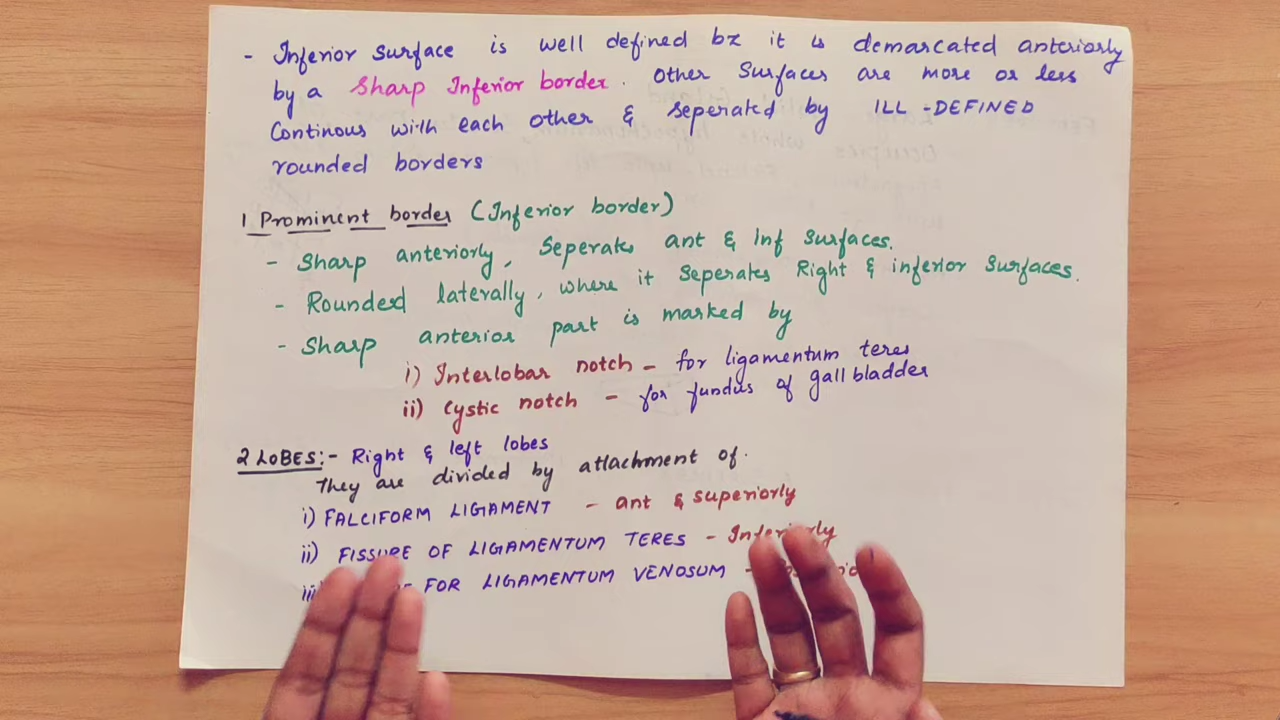 - Inferior surface is well defined bz it is demarcated anteriorly
by a Sharp Inferior border. Other Surfaces are more or less
Continous with each other & seperated by ILL-DEFINED
rounded borders
1 Prominent border (Inferior border)
- Sharp anteriorly, Seperates ant & Inf surfaces.
- Rounded laterally, where it seperates Right & inferior surfaces.
- Sharp anterior part is marked by
i) Interlobar notch - for ligamentum teres
ii) Cystic notch - for fundus of gall bladder
2 LOBES:- Right & left lobes
They are divided by attachment of.
i) FALCIFORM LIGAMENT - ant & superiorly
ii) FISSURE OF LIGAMENTUM TERES - Inferiorly
iii) FOR LIGAMENTUM VENOSUM -